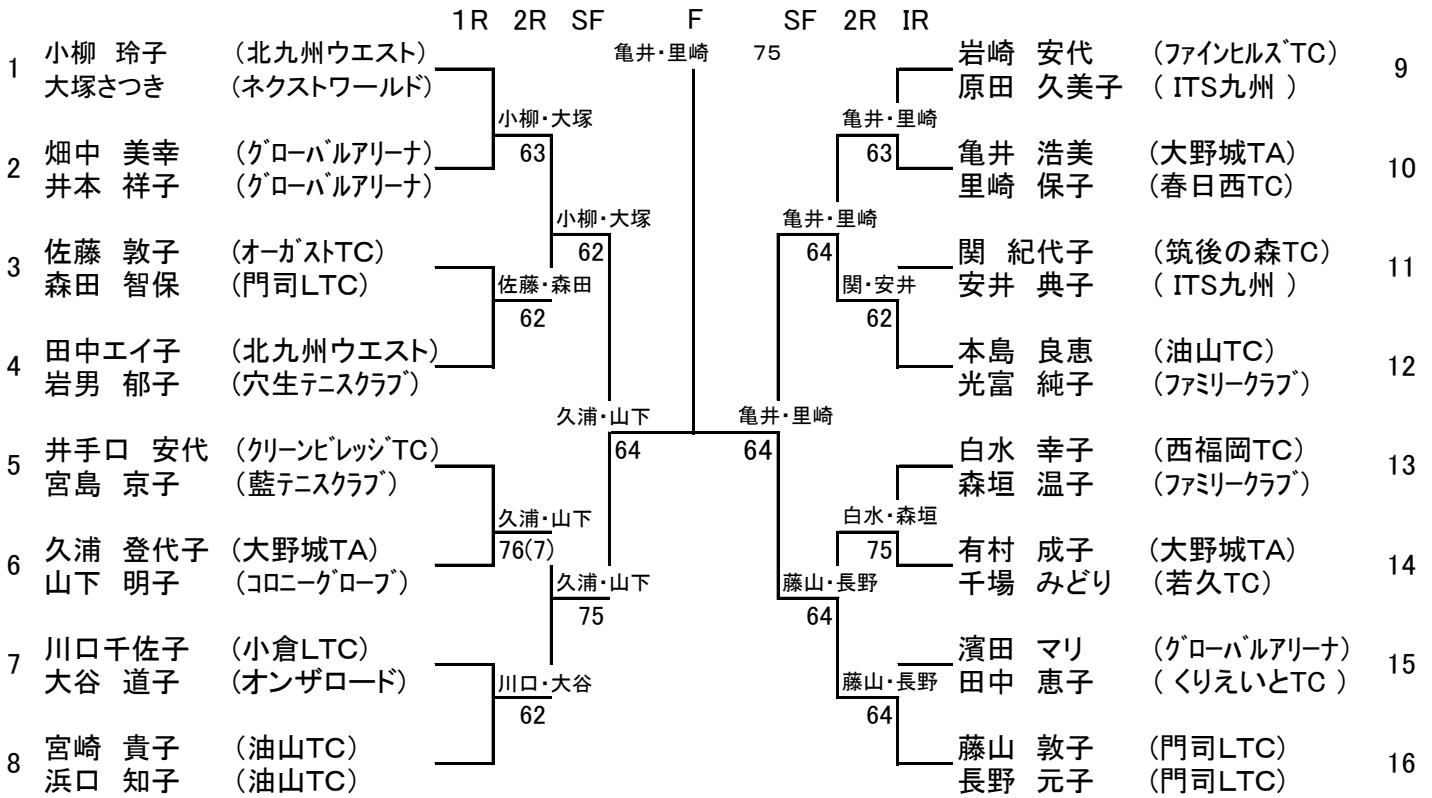 1R 2R SF F SF 2R IR
亀井・里崎 75
1 小柳 玲子 (北九州ウエスト)
大塚さつき (ネクストワールド)
小柳・大塚
63
2 畑中 美幸 (グローバルアリーナ)
井本 祥子 (グローバルアリーナ)
小柳・大塚
62
3 佐藤 敦子 (オーガストTC)
森田 智保 (門司LTC)
佐藤・森田
62
4 田中エイ子 (北九州ウエスト)
岩男 郁子 (穴生テニスクラブ)
久浦・山下
64
5 井手口 安代 (クリーンビレッジTC)
宮島 京子 (藍テニスクラブ)
久浦・山下
76(7)
6 久浦 登代子 (大野城TA)
山下 明子 (コロニーグローブ)
久浦・山下
75
7 川口千佐子 (小倉LTC)
大谷 道子 (オンザロード)
川口・大谷
62
8 宮崎 貴子 (油山TC)
浜口 知子 (油山TC)
岩崎 安代 (ファインヒルズTC) 9
原田 久美子 ( ITS九州 )
亀井・里崎
63
亀井 浩美 (大野城TA) 10
里崎 保子 (春日西TC)
亀井・里崎
64
関 紀代子 (筑後の森TC) 11
安井 典子 ( ITS九州 )
関・安井
62
本島 良恵 (油山TC) 12
光富 純子 (ファミリークラブ)
亀井・里崎
64
白水 幸子 (西福岡TC) 13
森垣 温子 (ファミリークラブ)
白水・森垣
75
有村 成子 (大野城TA) 14
千場 みどり (若久TC)
藤山・長野
64
濱田 マリ (グローバルアリーナ) 15
田中 恵子 ( くりえいとTC )
藤山・長野
64
藤山 敦子 (門司LTC) 16
長野 元子 (門司LTC)